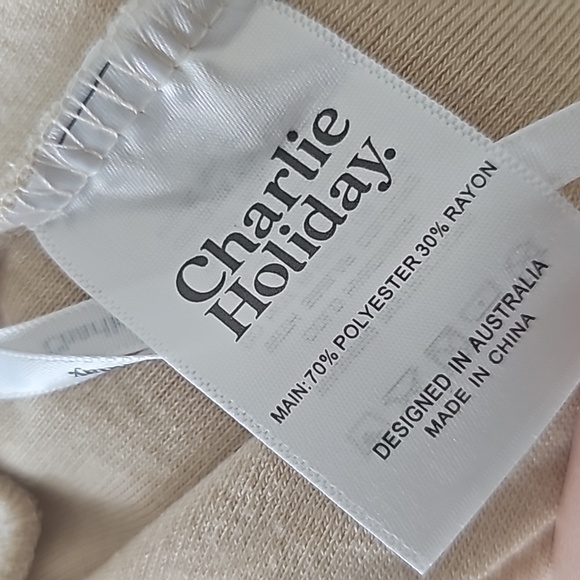 Charlie
Holiday.
MAIN:70% POLYESTER 30% RAYON
DESIGNED IN AUSTRALIA
MADE IN CHINA